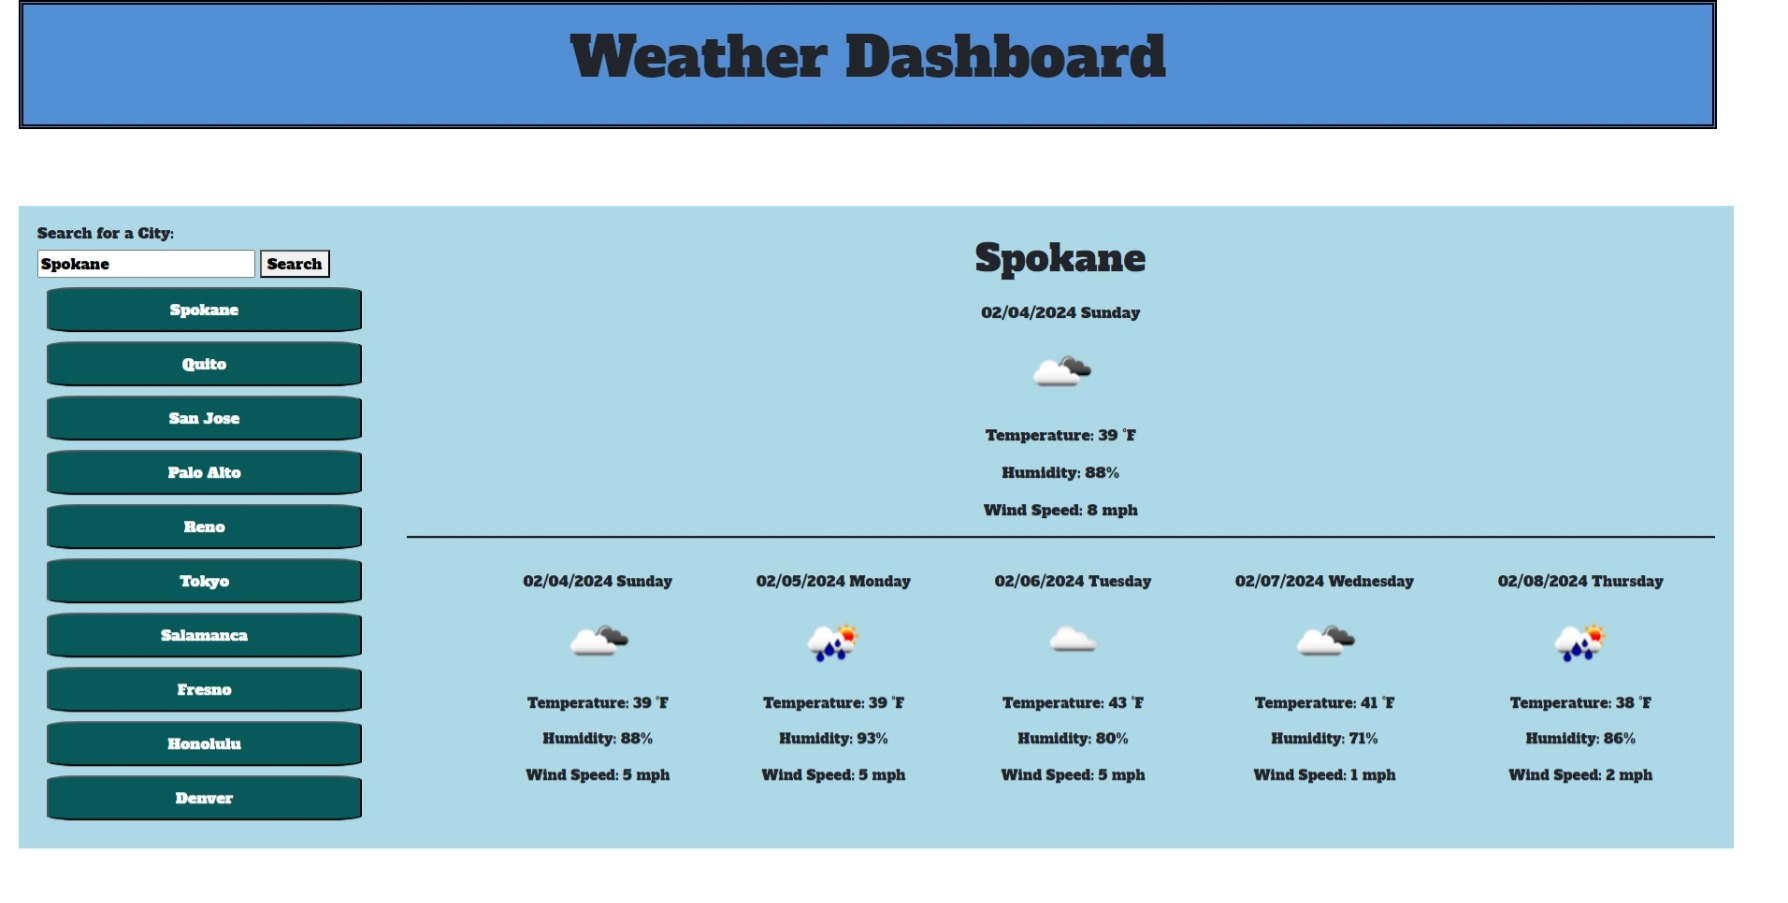 Weather Dashboard
Search for a City:
Spokane Search
Spokane
Quito
San Jose
Palo Alto
Reno
Tokyo
Salamanca
Fresno
Honolulu
Denver
Spokane
02/04/2024 Sunday
Temperature: 39 °F
Humidity: 88%
Wind Speed: 8 mph
02/04/2024 Sunday
Temperature: 39 °F
Humidity: 88%
Wind Speed: 5 mph
02/05/2024 Monday
Temperature: 39 °F
Humidity: 93%
Wind Speed: 5 mph
02/06/2024 Tuesday
Temperature: 43 °F
Humidity: 80%
Wind Speed: 5 mph
02/07/2024 Wednesday
Temperature: 41 °F
Humidity: 71%
Wind Speed: 1 mph
02/08/2024 Thursday
Temperature: 38 °F
Humidity: 86%
Wind Speed: 2 mph